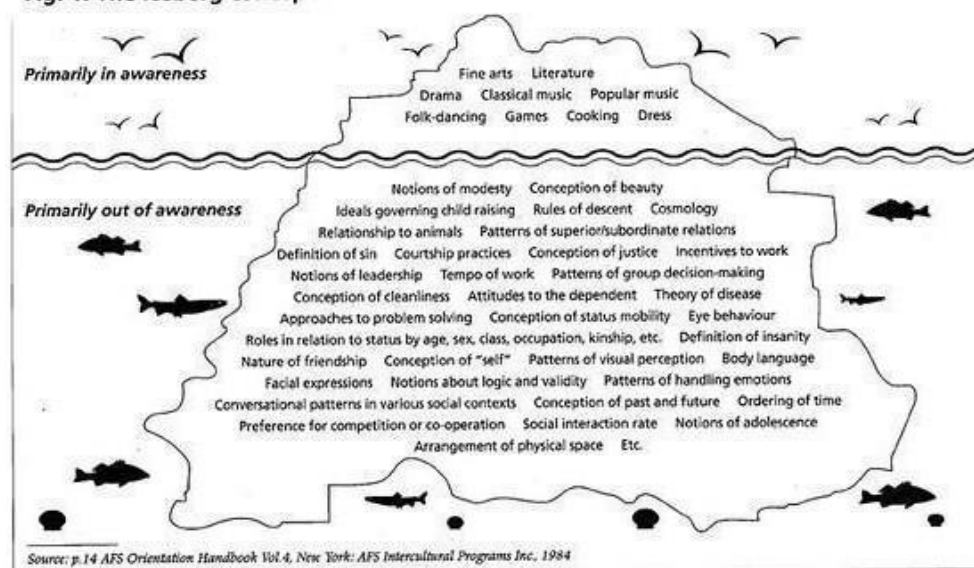 Primarily in awareness
Fine arts Literature
Drama Classical music Popular music
Folk-dancing Games Cooking Dress
Primarily out of awareness
Notions of modesty Conception of beauty
Ideals governing child raising Rules of descent Cosmology
Relationship to animals Patterns of superior/subordinate relations
Definition of sin Courtship practices Conception of justice Incentives to work
Notions of leadership Tempo of work Patterns of group decision-making
Conception of cleanliness Attitudes to the dependent Theory of disease
Approaches to problem solving Conception of status mobility Eye behaviour
Roles in relation to status by age, sex, class, occupation, kinship, etc. Definition of insanity
Nature of friendship Conception of "self" Patterns of visual perception Body language
Facial expressions Notions about logic and validity Patterns of handling emotions
Conversational patterns in various social contexts Conception of past and future Ordering of time
Preference for competition or co-operation Social interaction rate Notions of adolescence
Arrangement of physical space Etc.
Source: p.14 AFS Orientation Handbook Vol.4, New York: AFS Intercultural Programs Inc., 1984